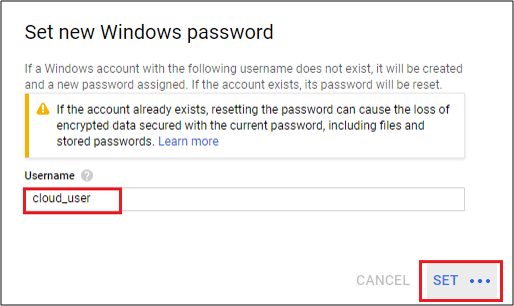 Set new Windows password
If a Windows account with the following username does not exist, it will be created
and a new password assigned. If the account exists, its password will be reset.
If the account already exists, resetting the password can cause the loss of
encrypted data secured with the current password, including files and
stored passwords. Learn more
Username
cloud_user
CANCEL SET